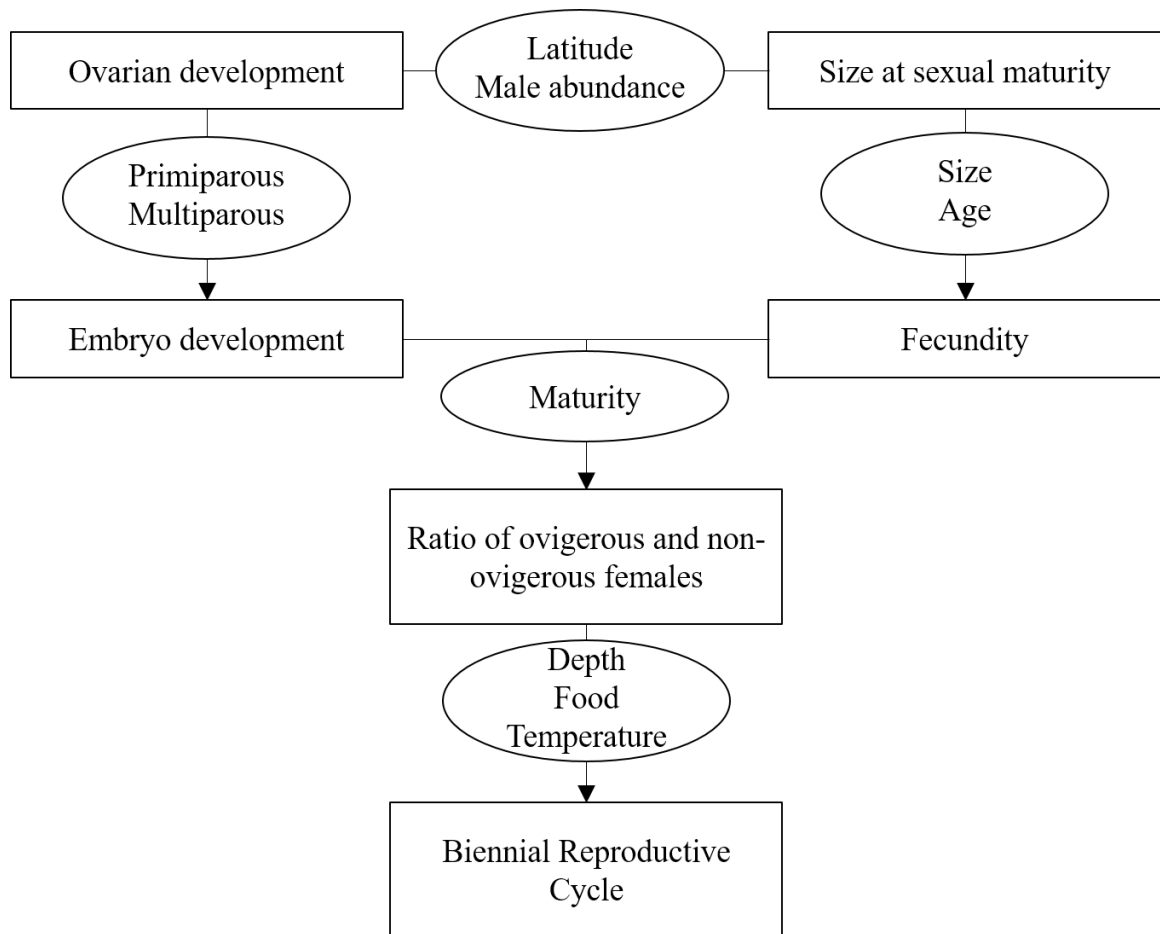 Ovarian development
Latitude
Male abundance
Size at sexual maturity
Primiparous
Multiparous
Size
Age
Embryo development
Fecundity
Maturity
Ratio of ovigerous and non-
ovigerous females
Depth
Food
Temperature
Biennial Reproductive
Cycle